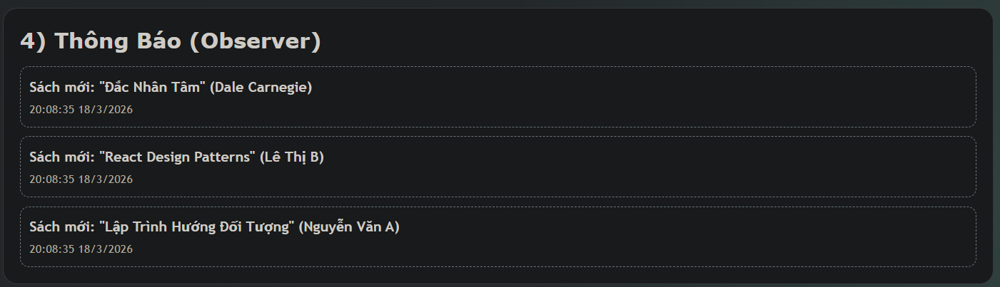 4) Thông Báo (Observer)
Sách mới: "Đắc Nhân Tâm" (Dale Carnegie)
20:08:35 18/3/2026
Sách mới: "React Design Patterns" (Lê Thị B)
20:08:35 18/3/2026
Sách mới: "Lập Trình Hướng Đối Tượng" (Nguyễn Văn A)
20:08:35 18/3/2026